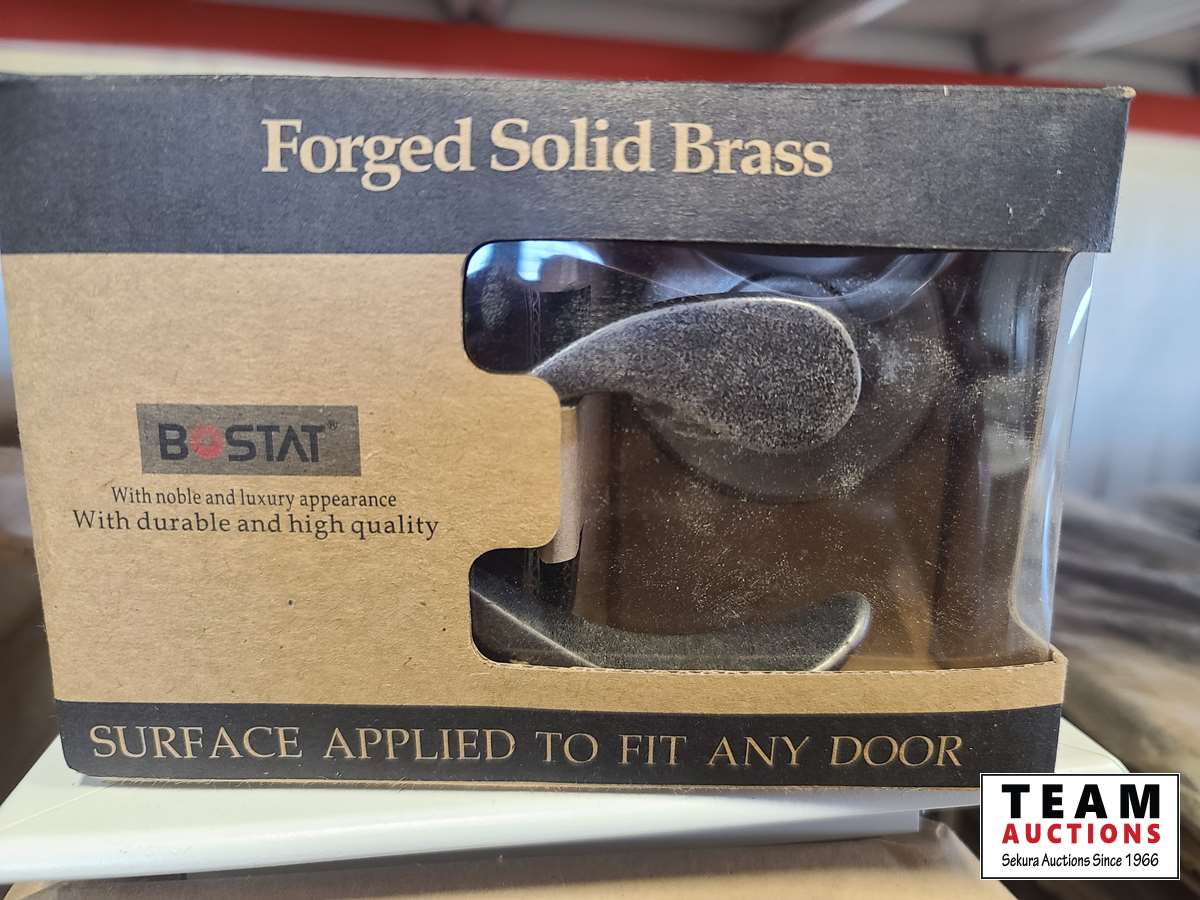 Forged Solid Brass
BOSTAT®
With noble and luxury appearance
With durable and high quality
SURFACE APPLIED TO FIT ANY DOOR
TEAM
AUCTIONS
Sekura Auctions Since 1966